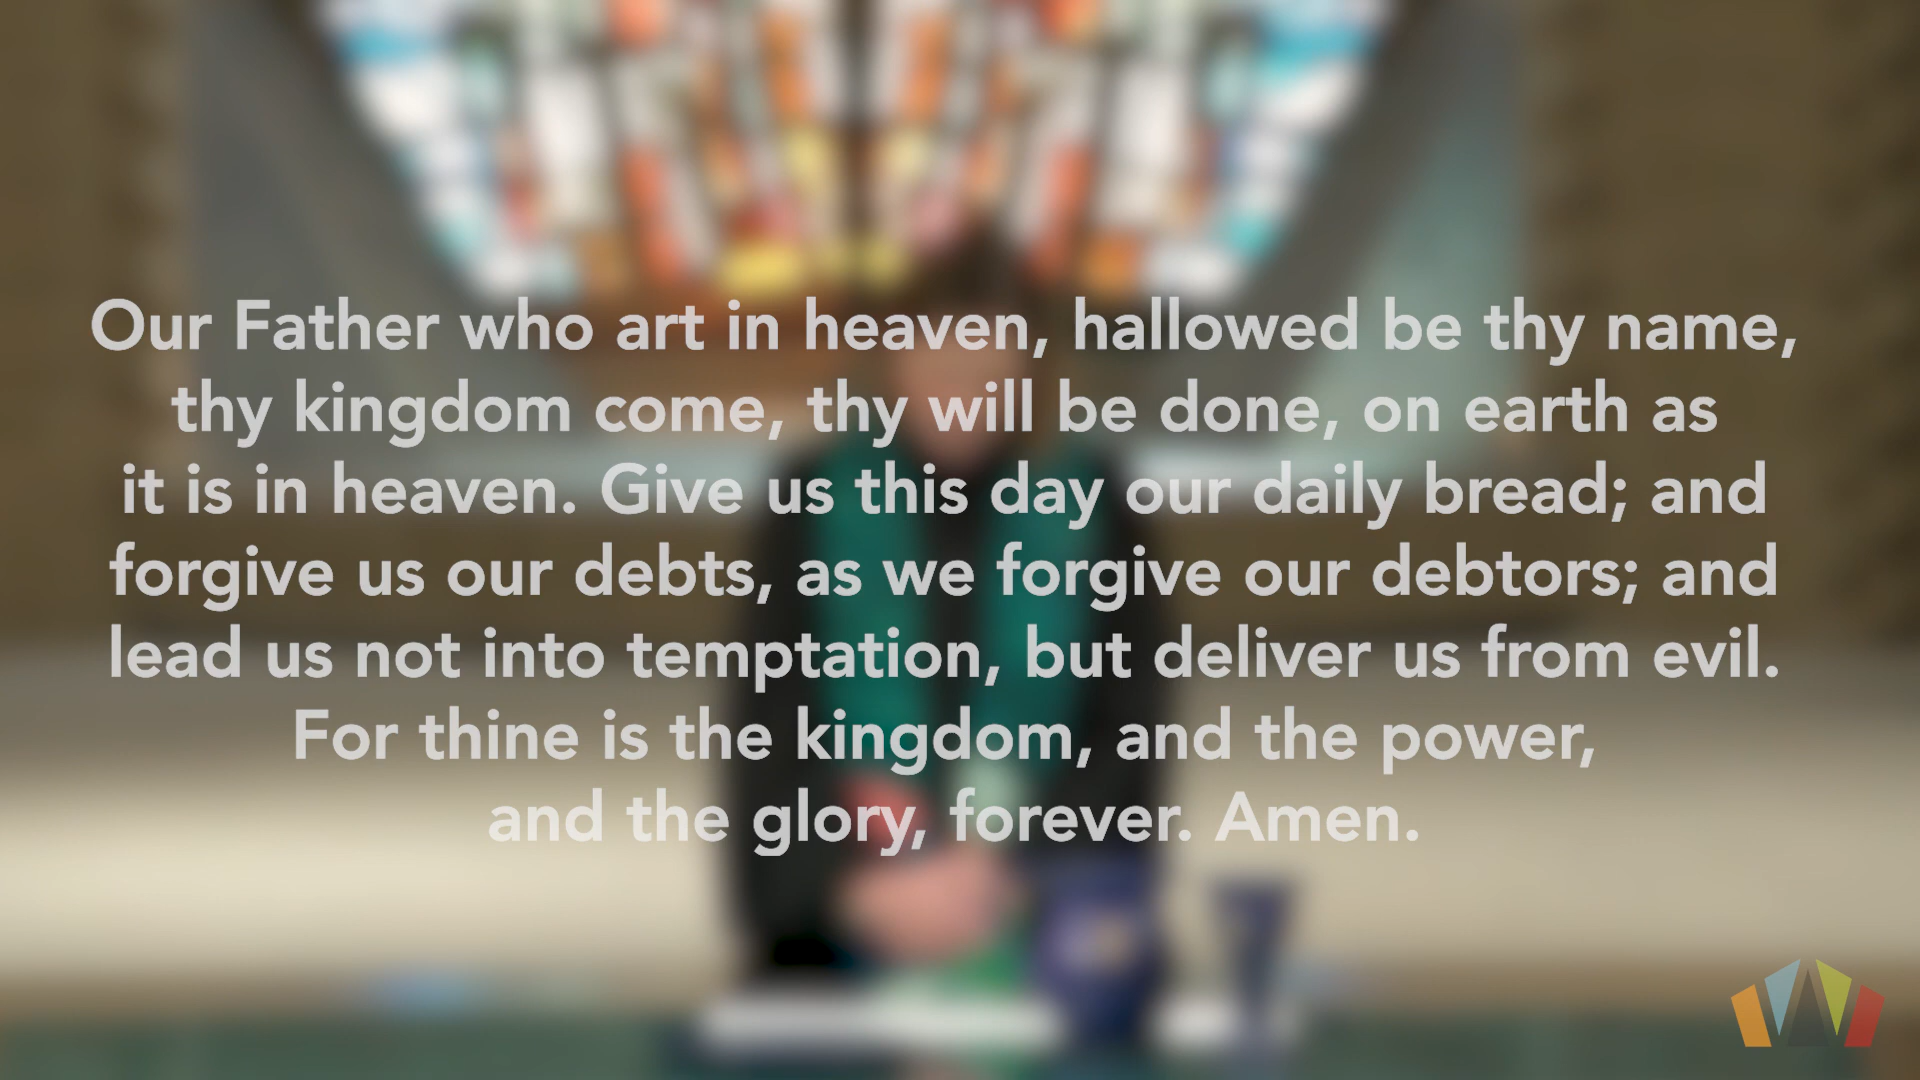 Our Father who art in heaven, hallowed be thy name,
thy kingdom come, thy will be done, on earth as
it is in heaven. Give us this day our daily bread; and
forgive us our debts, as we forgive our debtors; and
lead us not into temptation, but deliver us from evil.
For thine is the kingdom, and the power,
and the glory, forever. Amen.